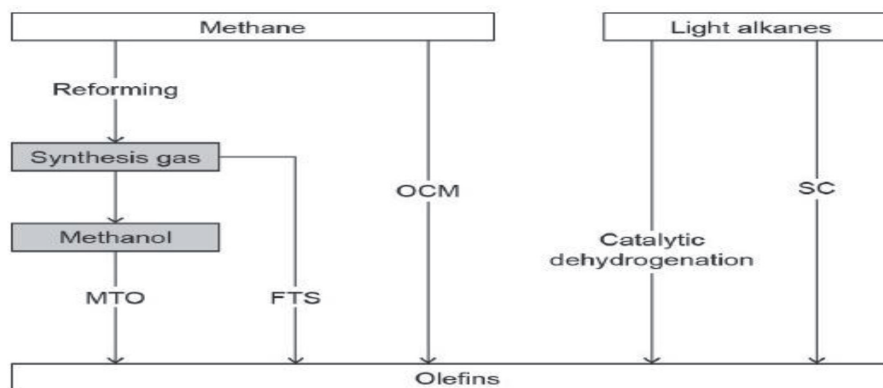 Methane
Light alkanes
Reforming
Synthesis gas
OCM
SC
Methanol
Catalytic
dehydrogenation
MTO
FTS
Olefins